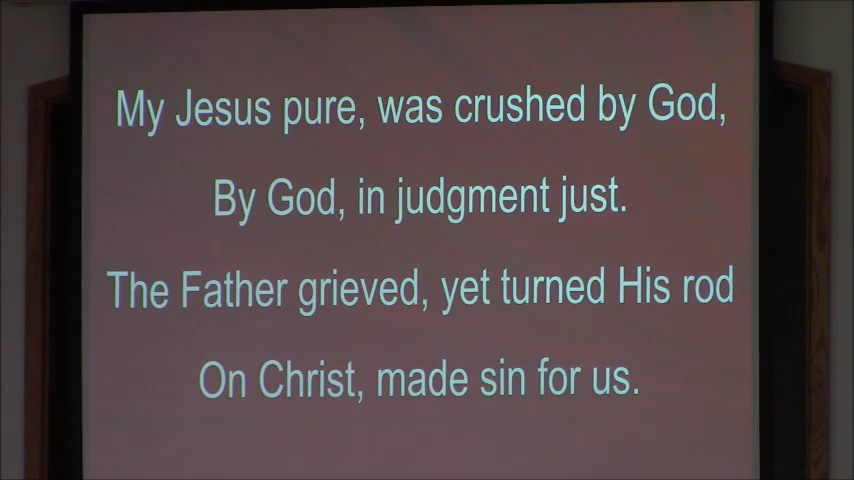 My Jesus pure, was crushed by God,
By God, in judgment just.
The Father grieved, yet turned His rod
On Christ, made sin for us.